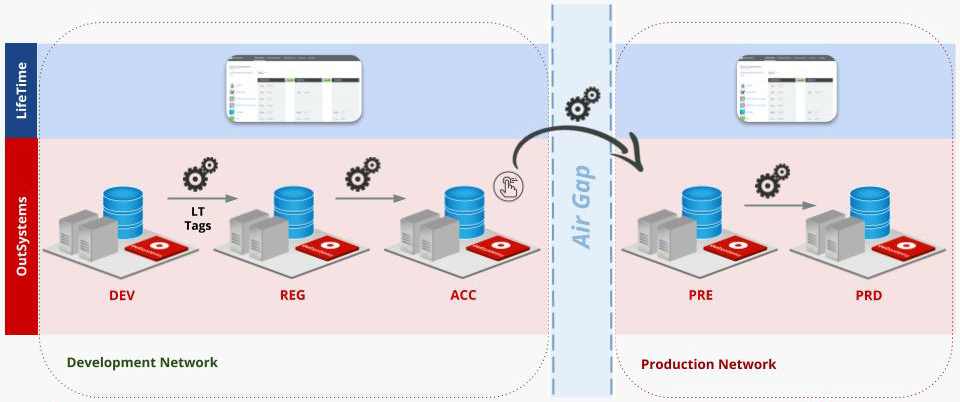 LifeTime
OutSystems
LT
Tags
DEV
REG
ACC
Air Gap
PRE
PRD
Development Network
Production Network